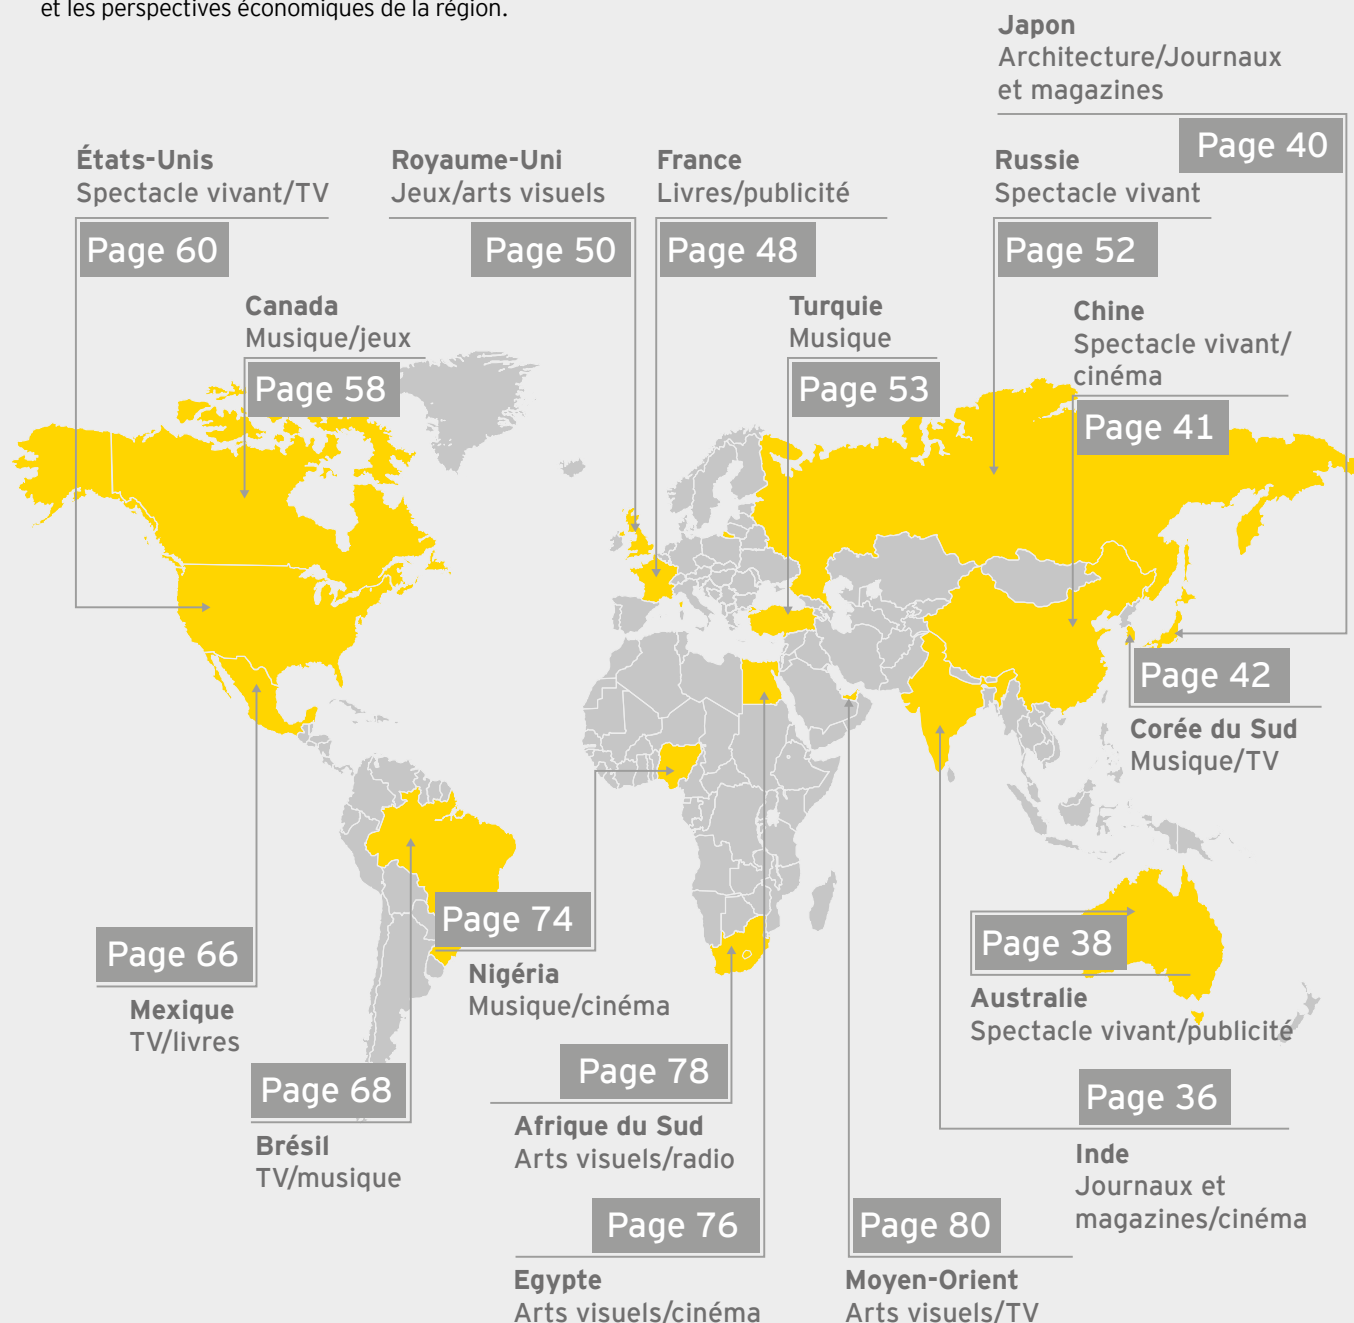 et les perspectives économiques de la région.
Japon
Architecture/Journaux
et magazines
Page 40
États-Unis
Spectacle vivant/TV
Page 60
Royaume-Uni
Jeux/arts visuels
Page 50
France
Livres/publicité
Page 48
Russie
Spectacle vivant
Page 52
Canada
Musique/jeux
Page 58
Turquie
Musique
Page 53
Chine
Spectacle vivant/
cinéma
Page 41
Page 42
Corée du Sud
Musique/TV
Page 74
Nigéria
Musique/cinéma
Page 38
Australie
Spectacle vivant/publicité
Page 66
Mexique
TV/livres
Page 68
Brésil
TV/musique
Page 78
Afrique du Sud
Arts visuels/radio
Page 36
Inde
Journaux et
magazines/cinéma
Page 76
Egypte
Arts visuels/cinéma
Page 80
Moyen-Orient
Arts visuels/TV